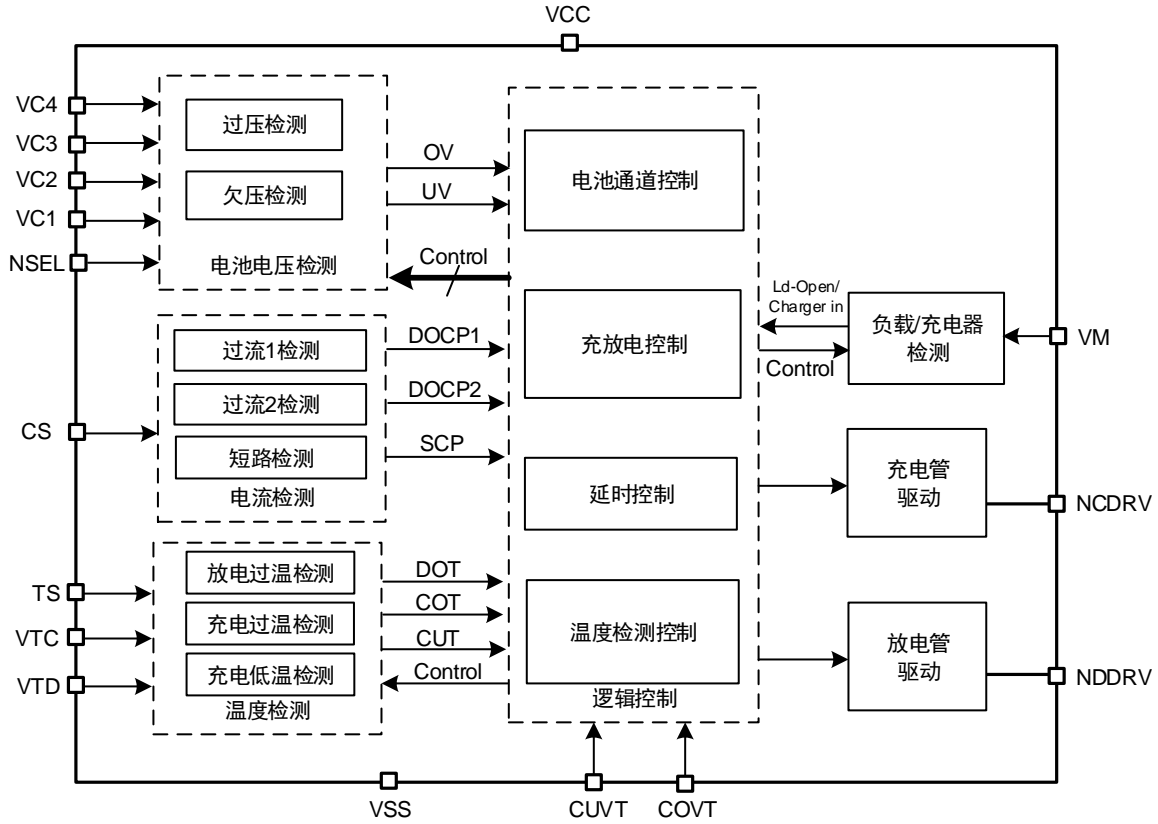 VCC
VC4
VC3
VC2
VC1
NSEL
过压检测
欠压检测
电池电压检测
OV
UV
Control
电池通道控制
CS
过流1检测
过流2检测
短路检测
电流检测
DOCP1
DOCP2
SCP
充放电控制
延时控制
Ld-Open/
Charger in
Control
负载/充电器
检测
VM
充电管
驱动
NCDRV
TS
VTC
VTD
放电过温检测
充电过温检测
充电低温检测
温度检测
DOT
COT
CUT
Control
温度检测控制
逻辑控制
放电管
驱动
NDDRV
VSS
CUVT
COVT